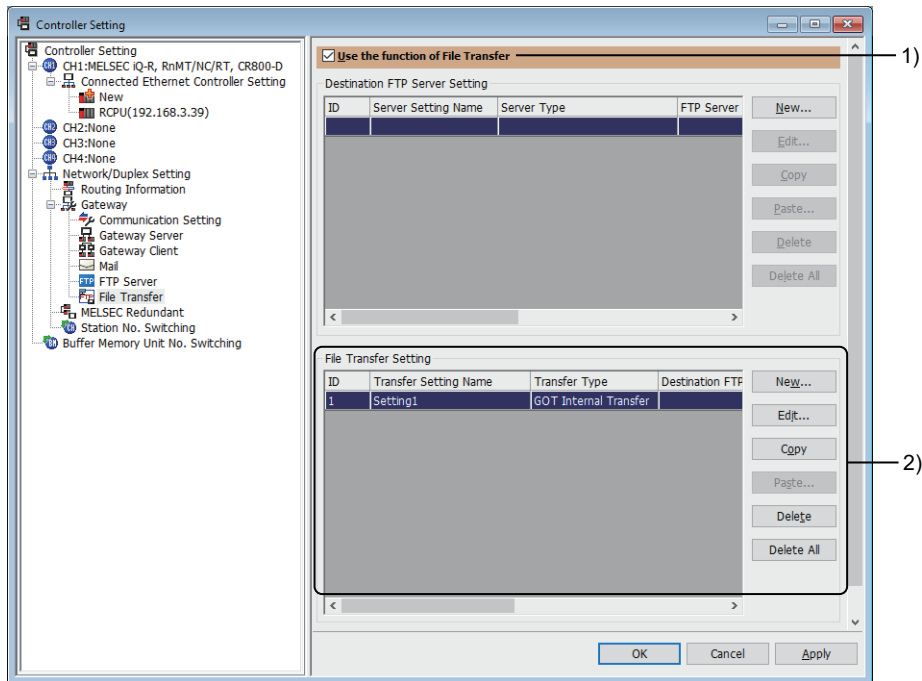 Controller Setting
Controller Setting
CH1:MELSEC iQ-R, RnMT/NC/RT, CR800-D
Connected Ethernet Controller Setting
New
RCPU(192.168.3.39)
CH2:None
CH3:None
CH4:None
Network/Duplex Setting
Routing Information
Gateway
Communication Setting
Gateway Server
Gateway Client
Mail
FTP Server
File Transfer
MELSEC Redundant
Station No. Switching
Buffer Memory Unit No. Switching
Use the function of File Transfer
1)
Destination FTP Server Setting
ID Server Setting Name Server Type FTP Server
New...
Edit...
Copy
Paste...
Delete
Delete All
File Transfer Setting
ID Transfer Setting Name Transfer Type Destination FTP
1 Setting1 GOT Internal Transfer
New...
Edit...
Copy
Paste...
Delete
Delete All
2)
OK Cancel Apply